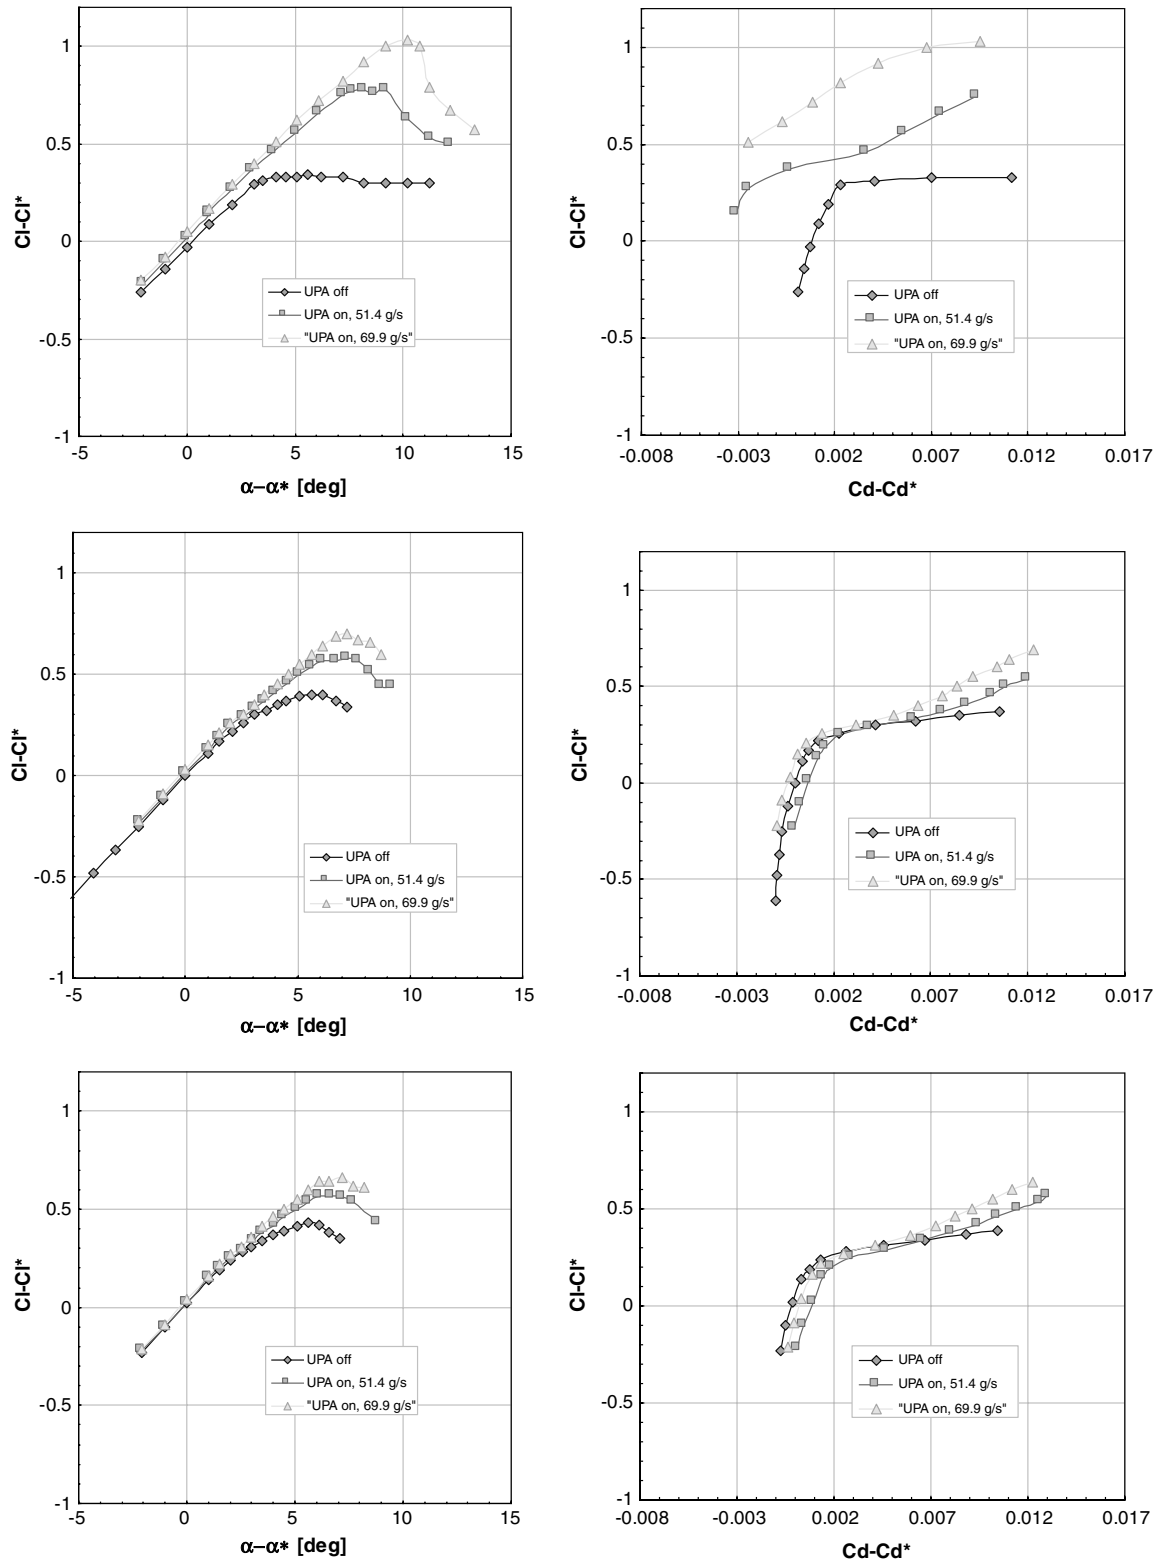 1
0.5
0
-0.5
-1
Cl-Cl*
-5
0
5
10
15
α−α* [deg]
UPA off
UPA on, 51.4 g/s
"UPA on, 69.9 g/s"
1
0.5
0
-0.5
-1
Cl-Cl*
-0.008
-0.003
0.002
0.007
0.012
0.017
Cd-Cd*
UPA off
UPA on, 51.4 g/s
"UPA on, 69.9 g/s"
1
0.5
0
-0.5
-1
Cl-Cl*
-5
0
5
10
15
α−α* [deg]
UPA off
UPA on, 51.4 g/s
"UPA on, 69.9 g/s"
1
0.5
0
-0.5
-1
Cl-Cl*
-0.008
-0.003
0.002
0.007
0.012
0.017
Cd-Cd*
UPA off
UPA on, 51.4 g/s
"UPA on, 69.9 g/s"
1
0.5
0
-0.5
-1
Cl-Cl*
-5
0
5
10
15
α−α* [deg]
UPA off
UPA on, 51.4 g/s
"UPA on, 69.9 g/s"
1
0.5
0
-0.5
-1
Cl-Cl*
-0.008
-0.003
0.002
0.007
0.012
0.017
Cd-Cd*
UPA off
UPA on, 51.4 g/s
"UPA on, 69.9 g/s"